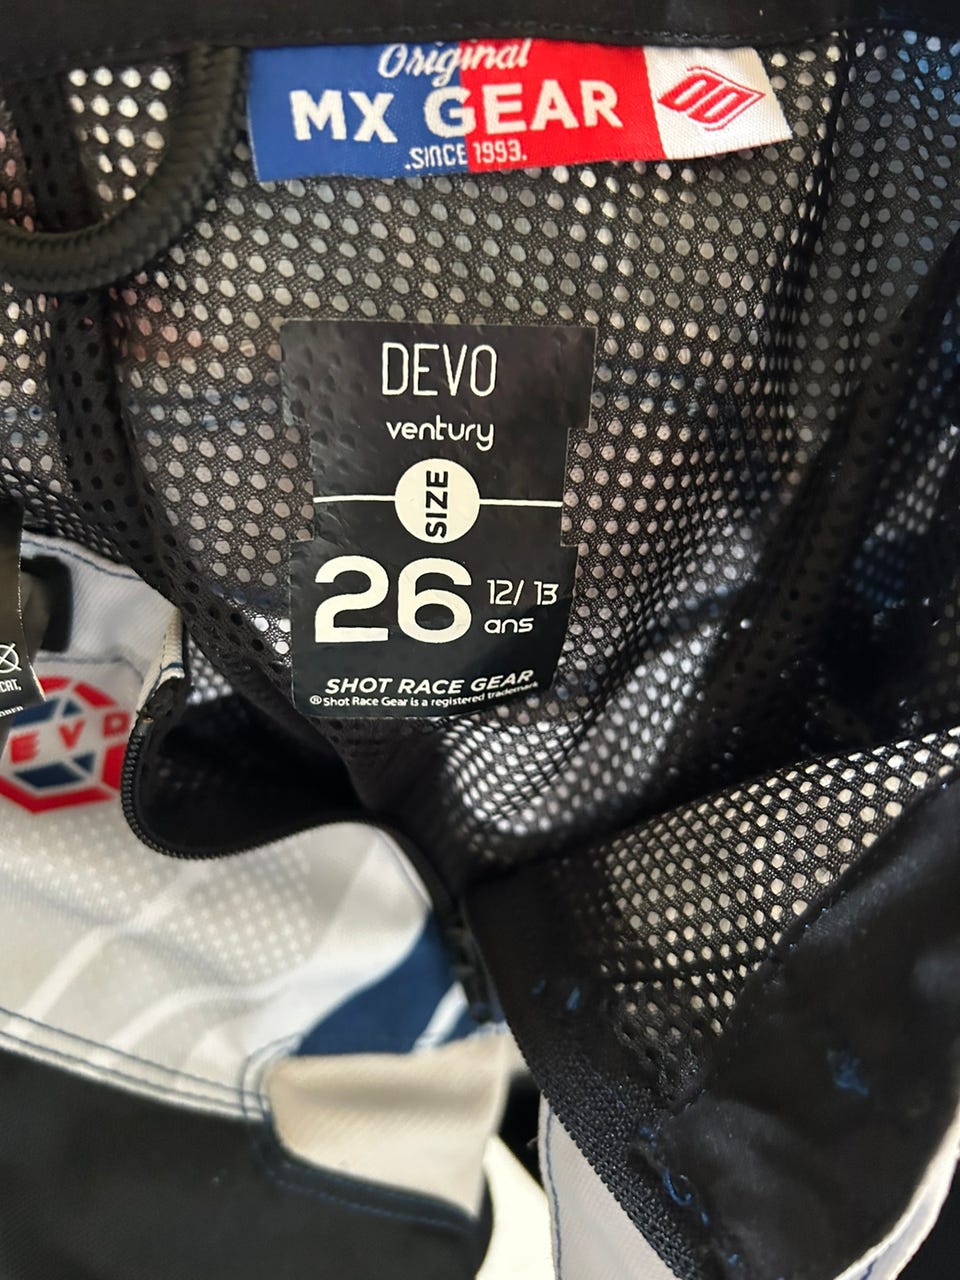 Original
MX GEAR
.SINCE 1993.
DEVO
ventury
SIZE
26
12/ 13
ans
SHOT RACE GEAR
® Shot Race Gear is a registered trademark
EVO